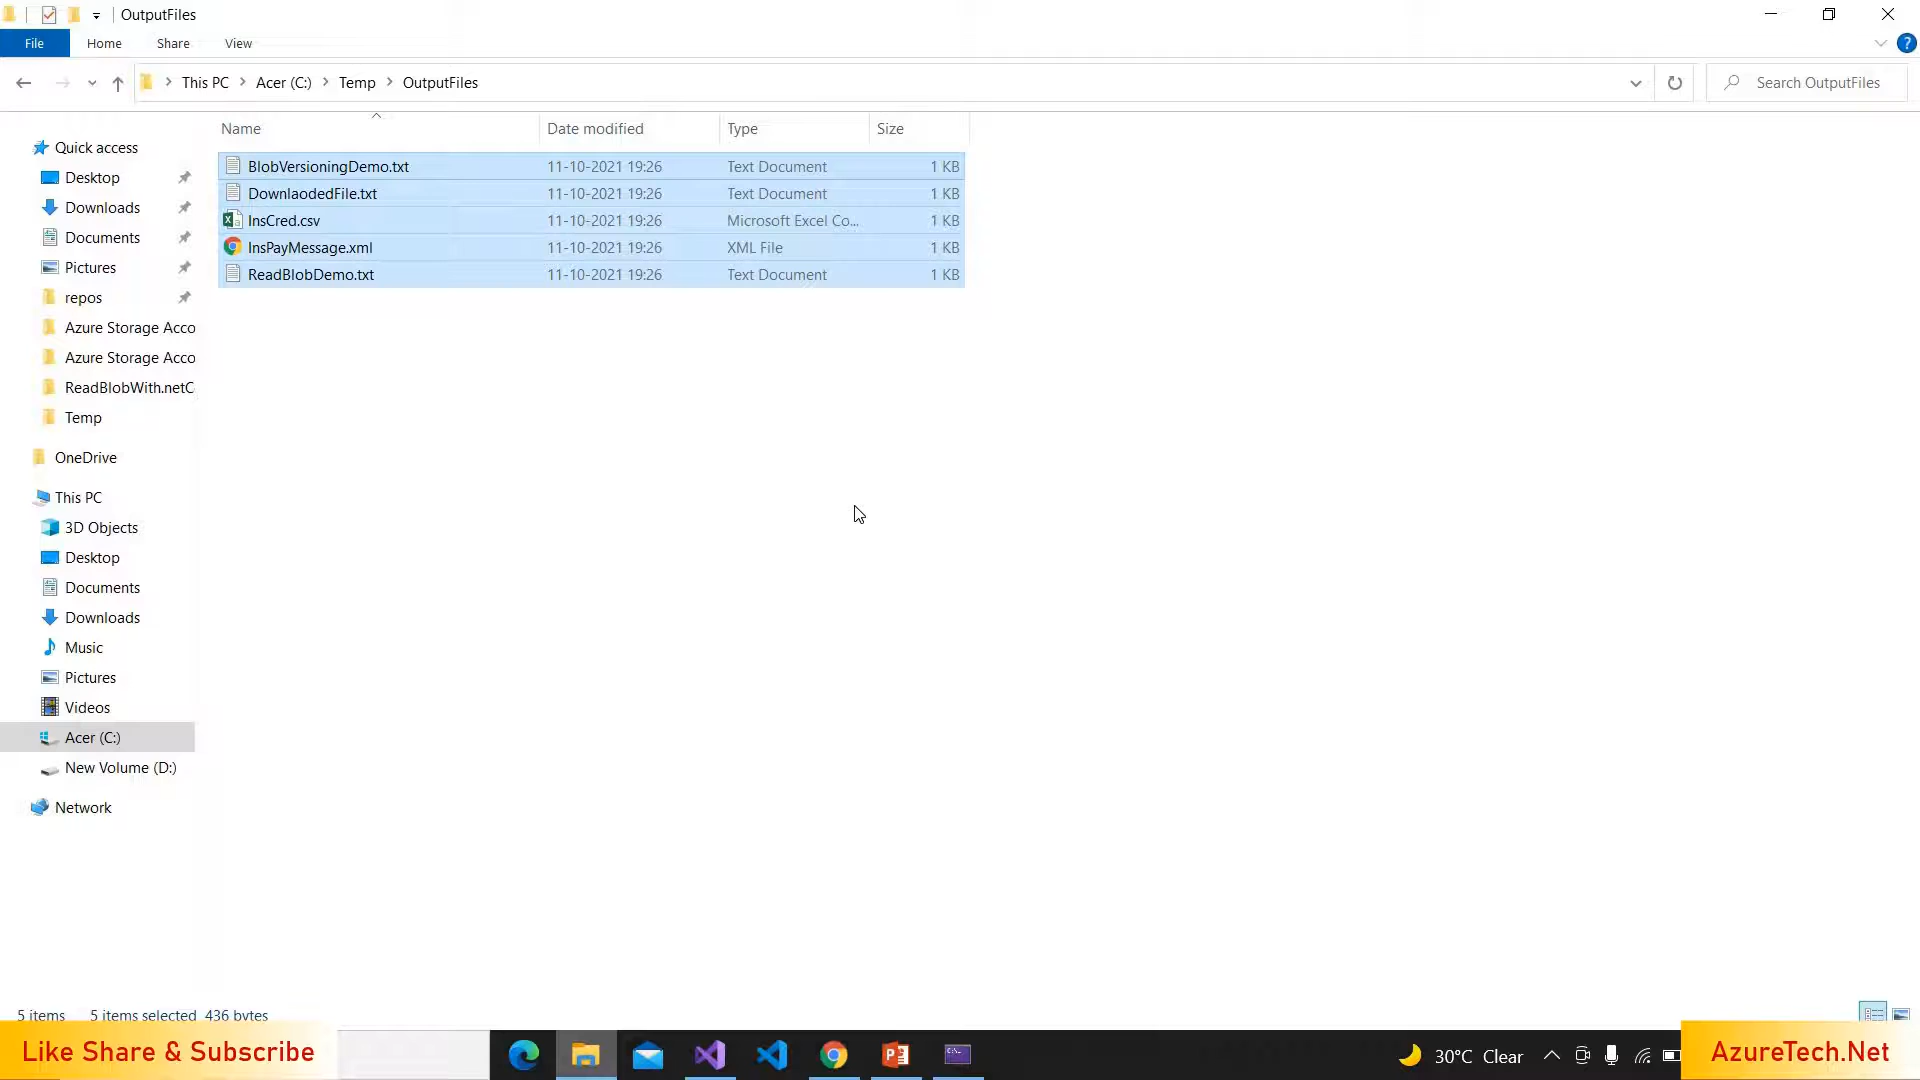 OutputFiles
File Home Share View
This PC Acer (C:) Temp OutputFiles Search OutputFiles
Name Date modified Type Size
BlobVersioningDemo.txt 11-10-2021 19:26 Text Document 1 KB
DownlaodedFile.txt 11-10-2021 19:26 Text Document 1 KB
InsCred.csv 11-10-2021 19:26 Microsoft Excel Co... 1 KB
InsPayMessage.xml 11-10-2021 19:26 XML File 1 KB
ReadBlobDemo.txt 11-10-2021 19:26 Text Document 1 KB
Quick access
Desktop
Downloads
Documents
Pictures
repos
Azure Storage Acco
Azure Storage Acco
ReadBlobWith.netC
Temp
OneDrive
This PC
3D Objects
Desktop
Documents
Downloads
Music
Pictures
Videos
Acer (C:)
New Volume (D:)
Network
5 items 5 items selected 436 bytes
Like Share & Subscribe
30°C Clear
AzureTech.Net